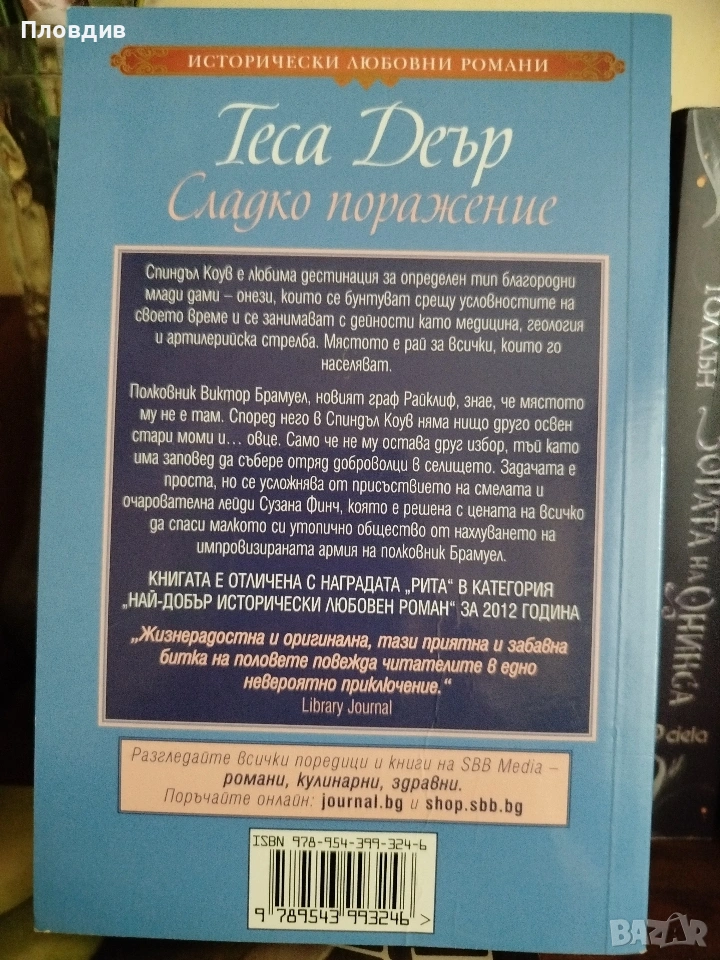 Пловдив
ИСТОРИЧЕСКИ ЛЮБОВНИ РОМАНИ
Теса Деър
Сладко поражение
Спиндъл Коув е любима дестинация за определен тип благородни
млади дами – онези, които се бунтуват срещу условностите на
своето време и се занимават с дейности като медицина, геология
и артилерийска стрелба. Мястото е рай за всички, които го
населяват.
Полковник Виктор Брамуел, новият граф Райклиф, знае, че мястото
му не е там. Според него в Спиндъл Коув няма нищо друго освен
стари моми и... овце. Само че не му остава друг избор, тъй като
има заповед да събере отряд доброволци в селището. Задачата е
проста, но се усложнява от присъствието на смелата и
очарователна лейди Сузана Финч, която е решена с цената на всичко
да спаси малкото си утопично общество от нахлуването на
импровизираната армия на полковник Брамуел.
КНИГАТА Е ОТЛИЧЕНА С НАГРАДАТА „РИТА“ В КАТЕГОРИЯ
„НАЙ-ДОБЪР ИСТОРИЧЕСКИ ЛЮБОВЕН РОМАН“ ЗА 2012 ГОДИНА
„Жизнерадостна и оригинална, тази приятна и забавна
битка на половете повежда читателите в едно
невероятно приключение.“
Library Journal
Разгледайте всички поредици и книги на SBB Media –
романи, кулинарни, здравни.
Поръчайте онлайн: journal.bg и shop.sbb.bg
ISBN 978-954-399-324-6
9 789543 993246 >
НА ОНИКСА
ciela
BAZAR